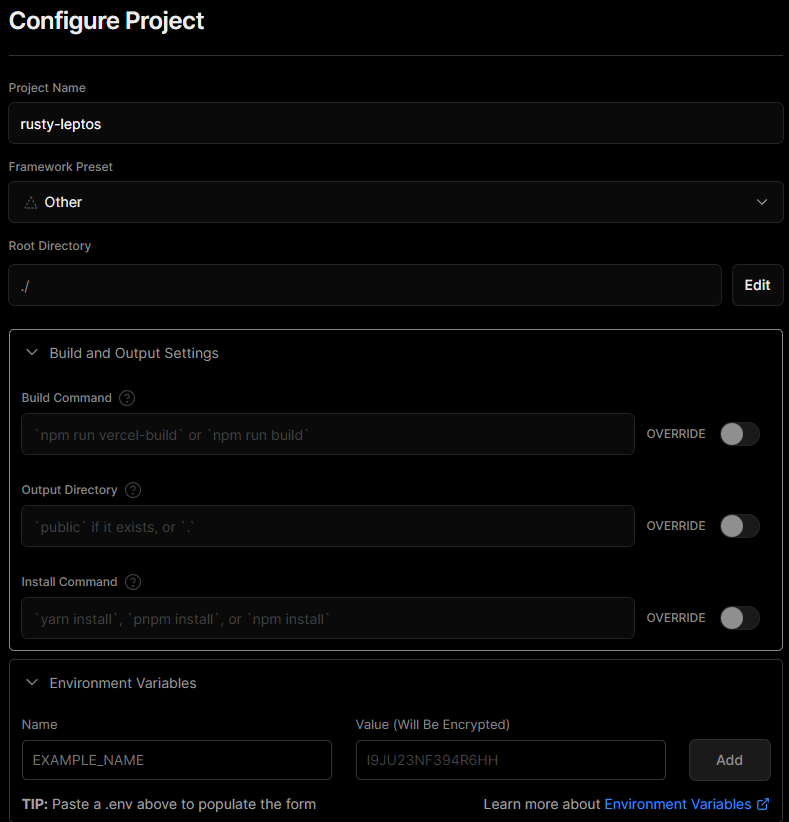 Configure Project
Project Name
rusty-leptos
Framework Preset
Other
Root Directory
./
Edit
Build and Output Settings
Build Command ?
`npm run vercel-build` or `npm run build`
OVERRIDE
Output Directory ?
`public` if it exists, or `.`
OVERRIDE
Install Command ?
`yarn install`, `pnpm install`, or `npm install`
OVERRIDE
Environment Variables
Name
Value (Will Be Encrypted)
EXAMPLE_NAME
I9JU23NF394R6HH
Add
TIP: Paste a .env above to populate the form
Learn more about Environment Variables